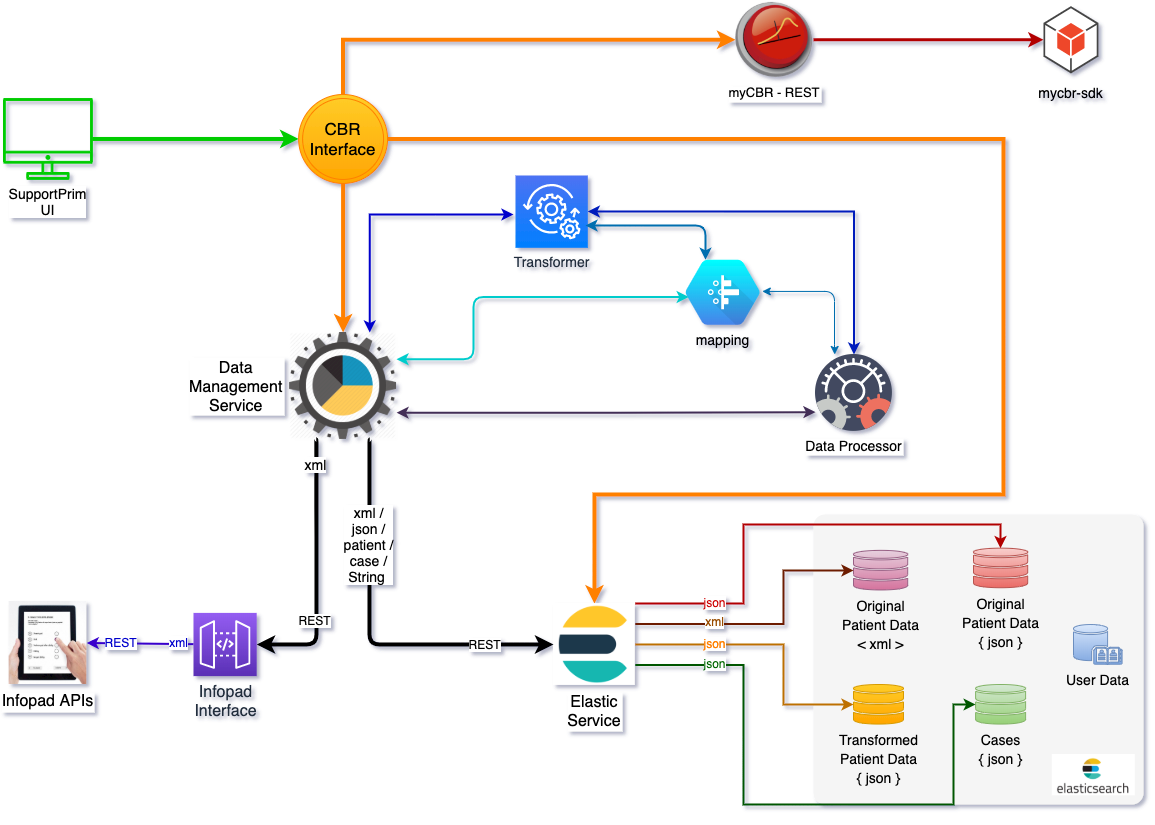 myCBR - REST
mycbr-sdk
CBR
Interface
SupportPrim
UI
Transformer
mapping
Data
Management
Service
Data Processor
xml
xml /
json /
patient /
case /
String
REST
REST
xml
REST
Infopad APIs
Infopad
Interface
Elastic
Service
json
xml
json
json
Original
Patient Data
< xml >
Original
Patient Data
{ json }
User Data
Transformed
Patient Data
{ json }
Cases
{ json }
elasticsearch